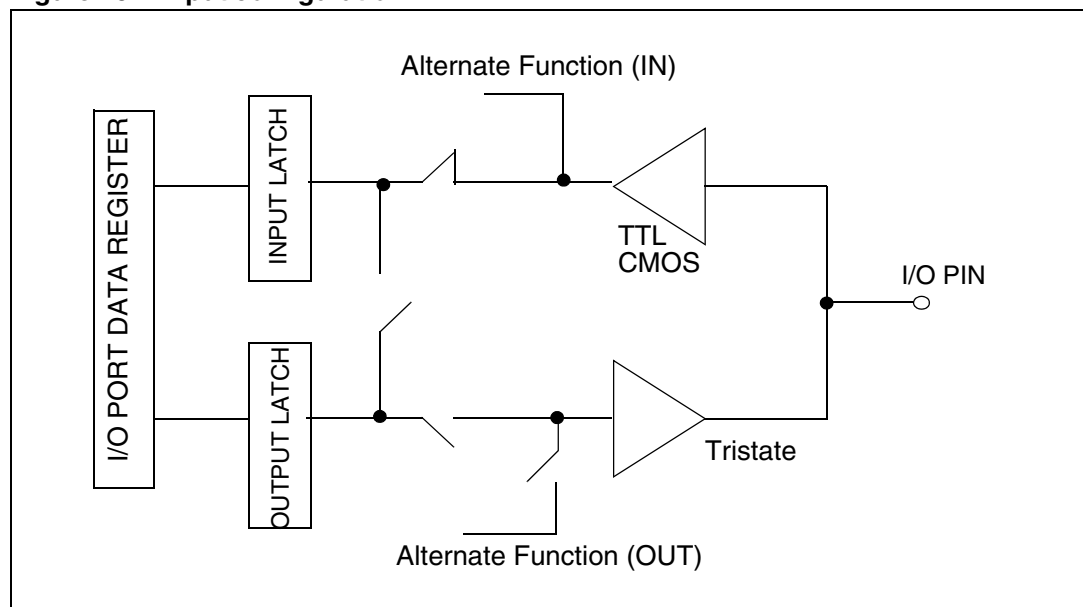 Alternate Function (IN)
I/O PORT DATA REGISTER
INPUT LATCH
TTL
CMOS
I/O PIN
OUTPUT LATCH
Tristate
Alternate Function (OUT)